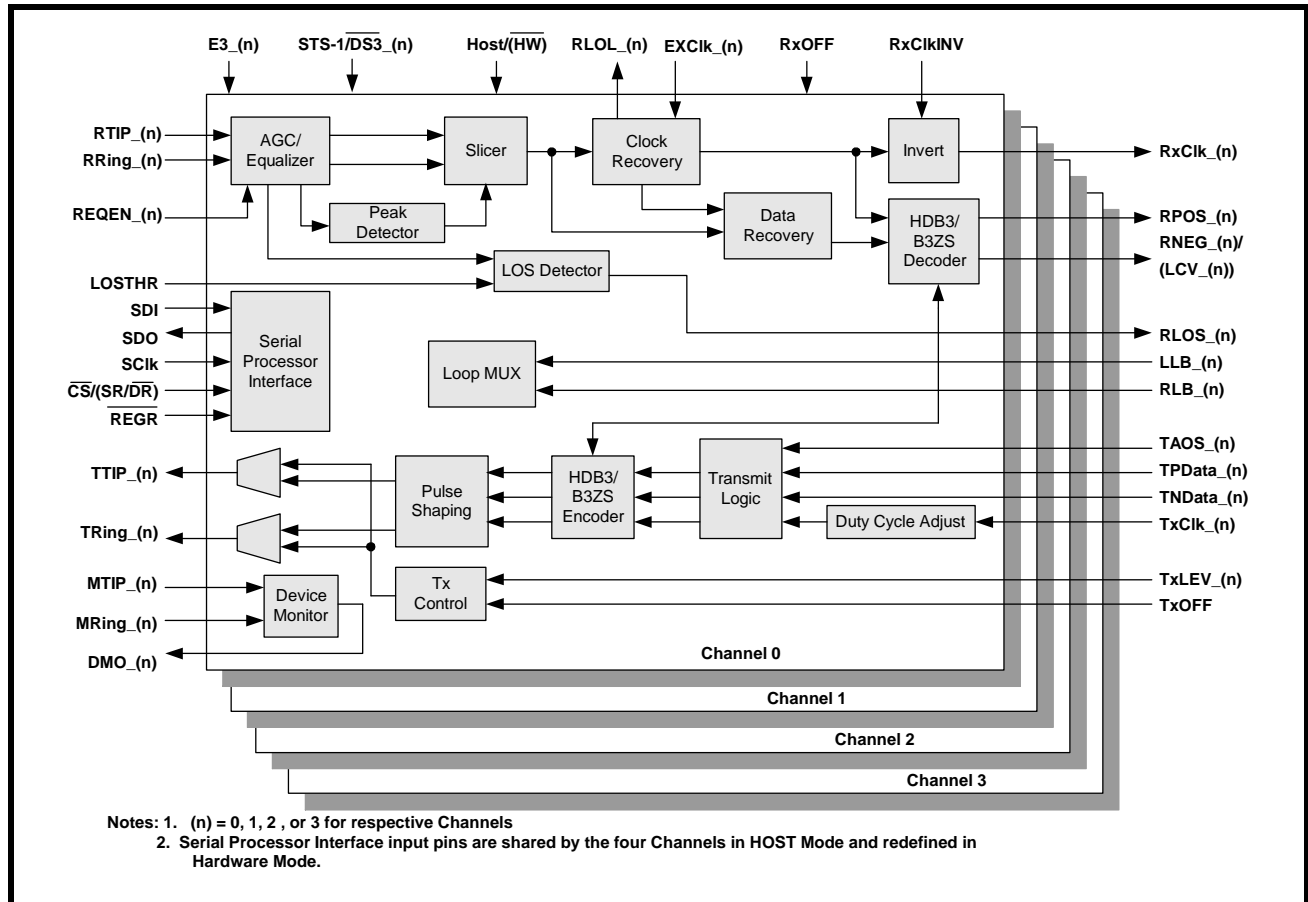 E3_(n)
STS-1/DS3_(n)
Host/(HW)
RLOL_(n)
EXClk_(n)
RxOFF
RxClkINV
RTIP_(n)
RRing_(n)
REQEN_(n)
LOSTHR
SDI
SDO
SClk
CS/(SR/DR)
REGR
TTIP_(n)
TRing_(n)
MTIP_(n)
MRing_(n)
DMO_(n)
AGC/
Equalizer
Slicer
Clock
Recovery
Invert
Peak
Detector
Data
Recovery
HDB3/
B3ZS
Decoder
LOS Detector
Serial
Processor
Interface
Loop MUX
Pulse
Shaping
HDB3/
B3ZS
Encoder
Transmit
Logic
Duty Cycle Adjust
Device
Monitor
Tx
Control
RxClk_(n)
RPOS_(n)
RNEG_(n)/
(LCV_(n))
RLOS_(n)
LLB_(n)
RLB_(n)
TAOS_(n)
TPData_(n)
TNData_(n)
TxClk_(n)
TxLEV_(n)
TxOFF
Channel 0
Channel 1
Channel 2
Channel 3
Notes: 1. (n) = 0, 1, 2 , or 3 for respective Channels
2. Serial Processor Interface input pins are shared by the four Channels in HOST Mode and redefined in
Hardware Mode.